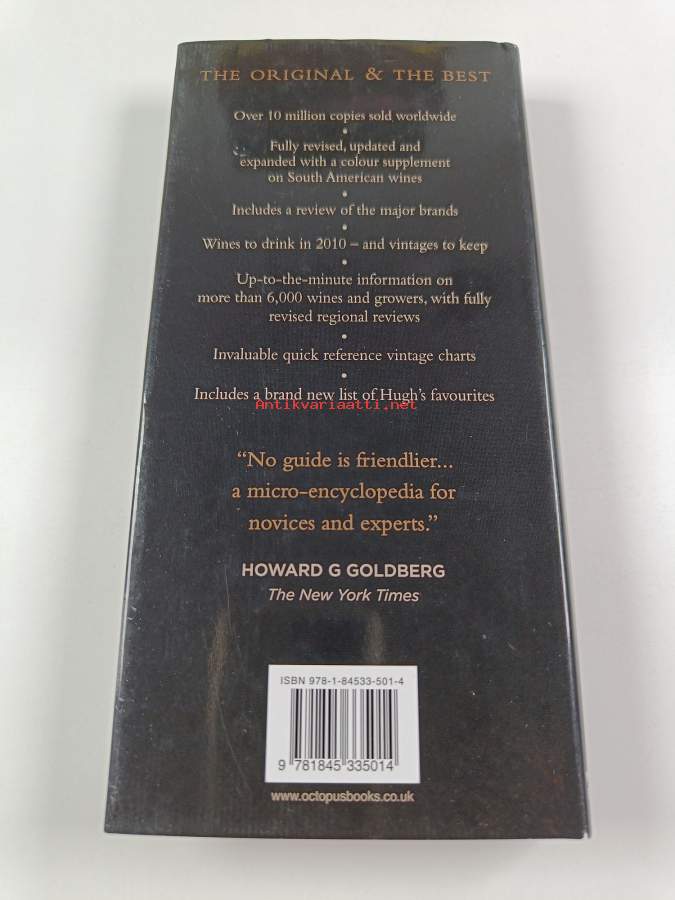 THE ORIGINAL & THE BEST
Over 10 million copies sold worldwide
•
Fully revised, updated and
expanded with a colour supplement
on South American wines
•
Includes a review of the major brands
•
Wines to drink in 2010 – and vintages to keep
•
Up-to-the-minute information on
more than 6,000 wines and growers, with fully
revised regional reviews
•
Invaluable quick reference vintage charts
•
Includes a brand new list of Hugh's favourites
Antikvariaatti.net
“No guide is friendlier...
a micro-encyclopedia for
novices and experts.”
HOWARD G GOLDBERG
The New York Times
ISBN 978-1-84533-501-4
9 781845 335014
www.octopusbooks.co.uk